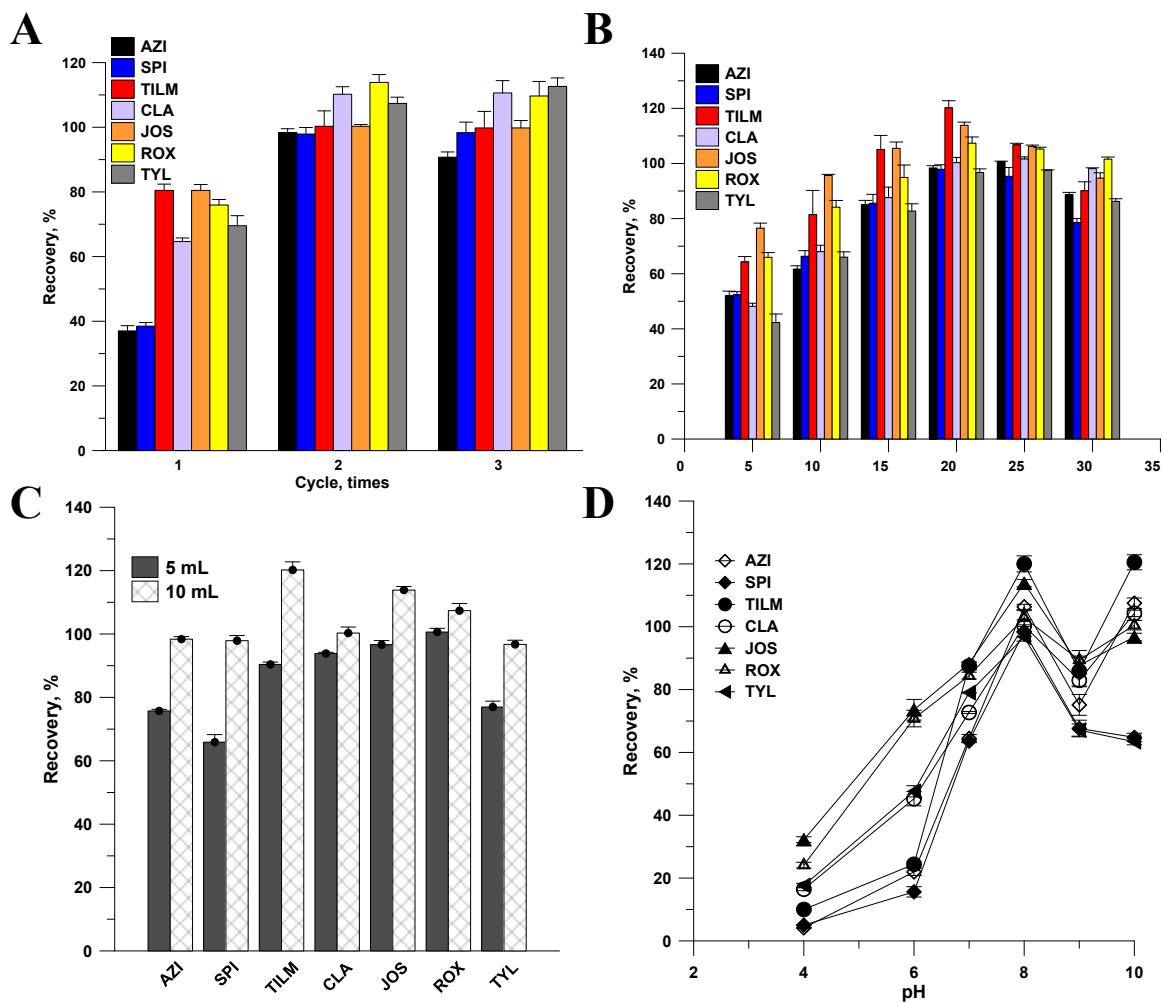 A
AZI
SPI
TILM
CLA
JOS
ROX
TYL
120
100
80
60
40
20
0
Recovery, %
1 2 3
Cycle, times
B
AZI
SPI
TILM
CLA
JOS
ROX
TYL
140
120
100
80
60
40
20
0
Recovery, %
0 5 10 15 20 25 30 35
C
5 mL
10 mL
140
120
100
80
60
40
20
0
Recovery, %
AZI SPI TILM CLA JOS ROX TYL
D
AZI
SPI
TILM
CLA
JOS
ROX
TYL
140
120
100
80
60
40
20
0
Recovery, %
2 4 6 8 10
pH